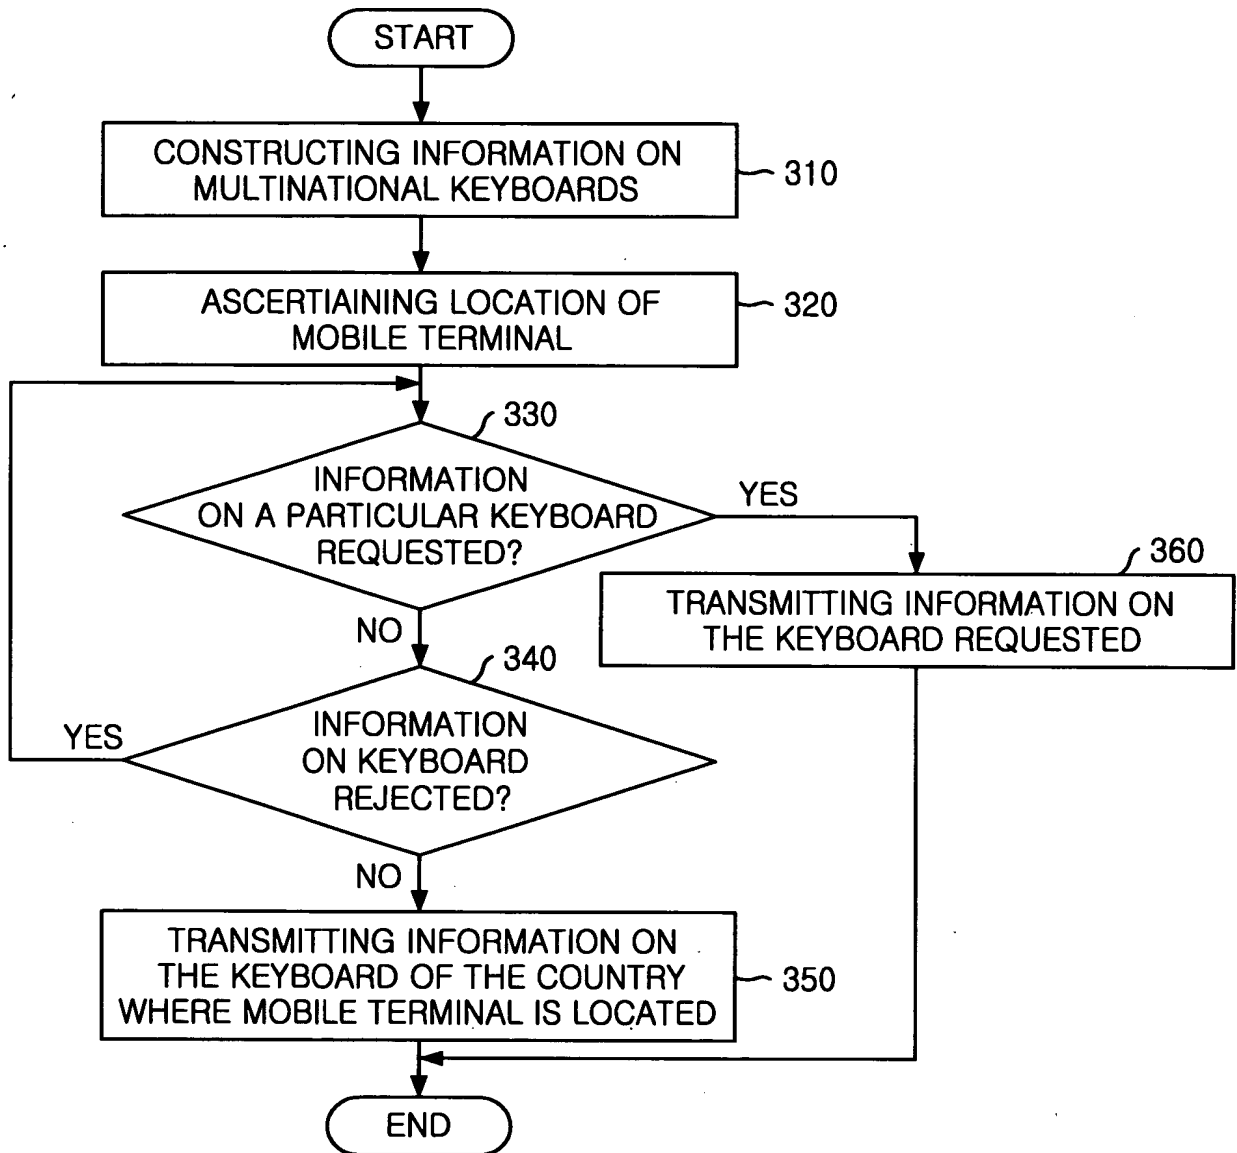 START
CONSTRUCTING INFORMATION ON
MULTINATIONAL KEYBOARDS
310
ASCERTIAINING LOCATION OF
MOBILE TERMINAL
320
330
INFORMATION
ON A PARTICULAR KEYBOARD
REQUESTED?
YES
360
TRANSMITTING INFORMATION ON
THE KEYBOARD REQUESTED
NO
340
INFORMATION
ON KEYBOARD
REJECTED?
YES
NO
TRANSMITTING INFORMATION ON
THE KEYBOARD OF THE COUNTRY
WHERE MOBILE TERMINAL IS LOCATED
350
END